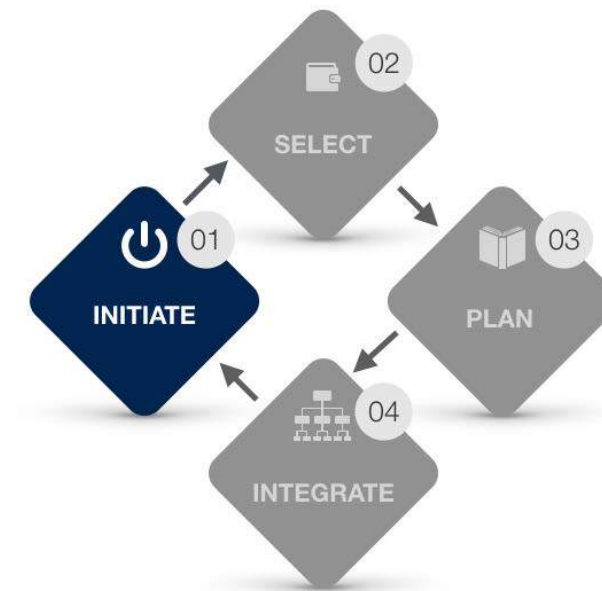 01
INITIATE
02
SELECT
03
PLAN
04
INTEGRATE